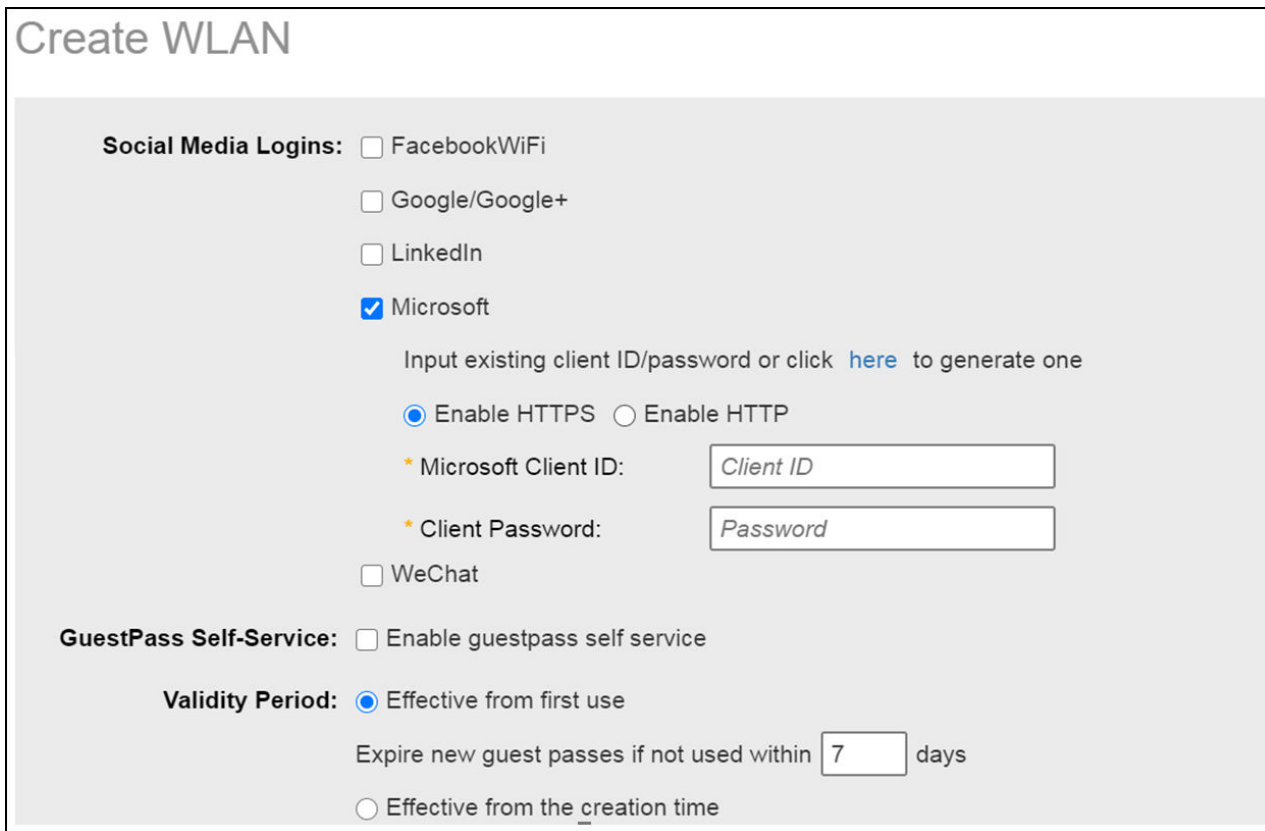 Create WLAN
Social Media Logins: FacebookWiFi
Google/Google+
LinkedIn
Microsoft
Input existing client ID/password or click here to generate one
Enable HTTPS Enable HTTP
* Microsoft Client ID: Client ID
* Client Password: Password
WeChat
GuestPass Self-Service: Enable guestpass self service
Validity Period: Effective from first use
Expire new guest passes if not used within 7 days
Effective from the creation time